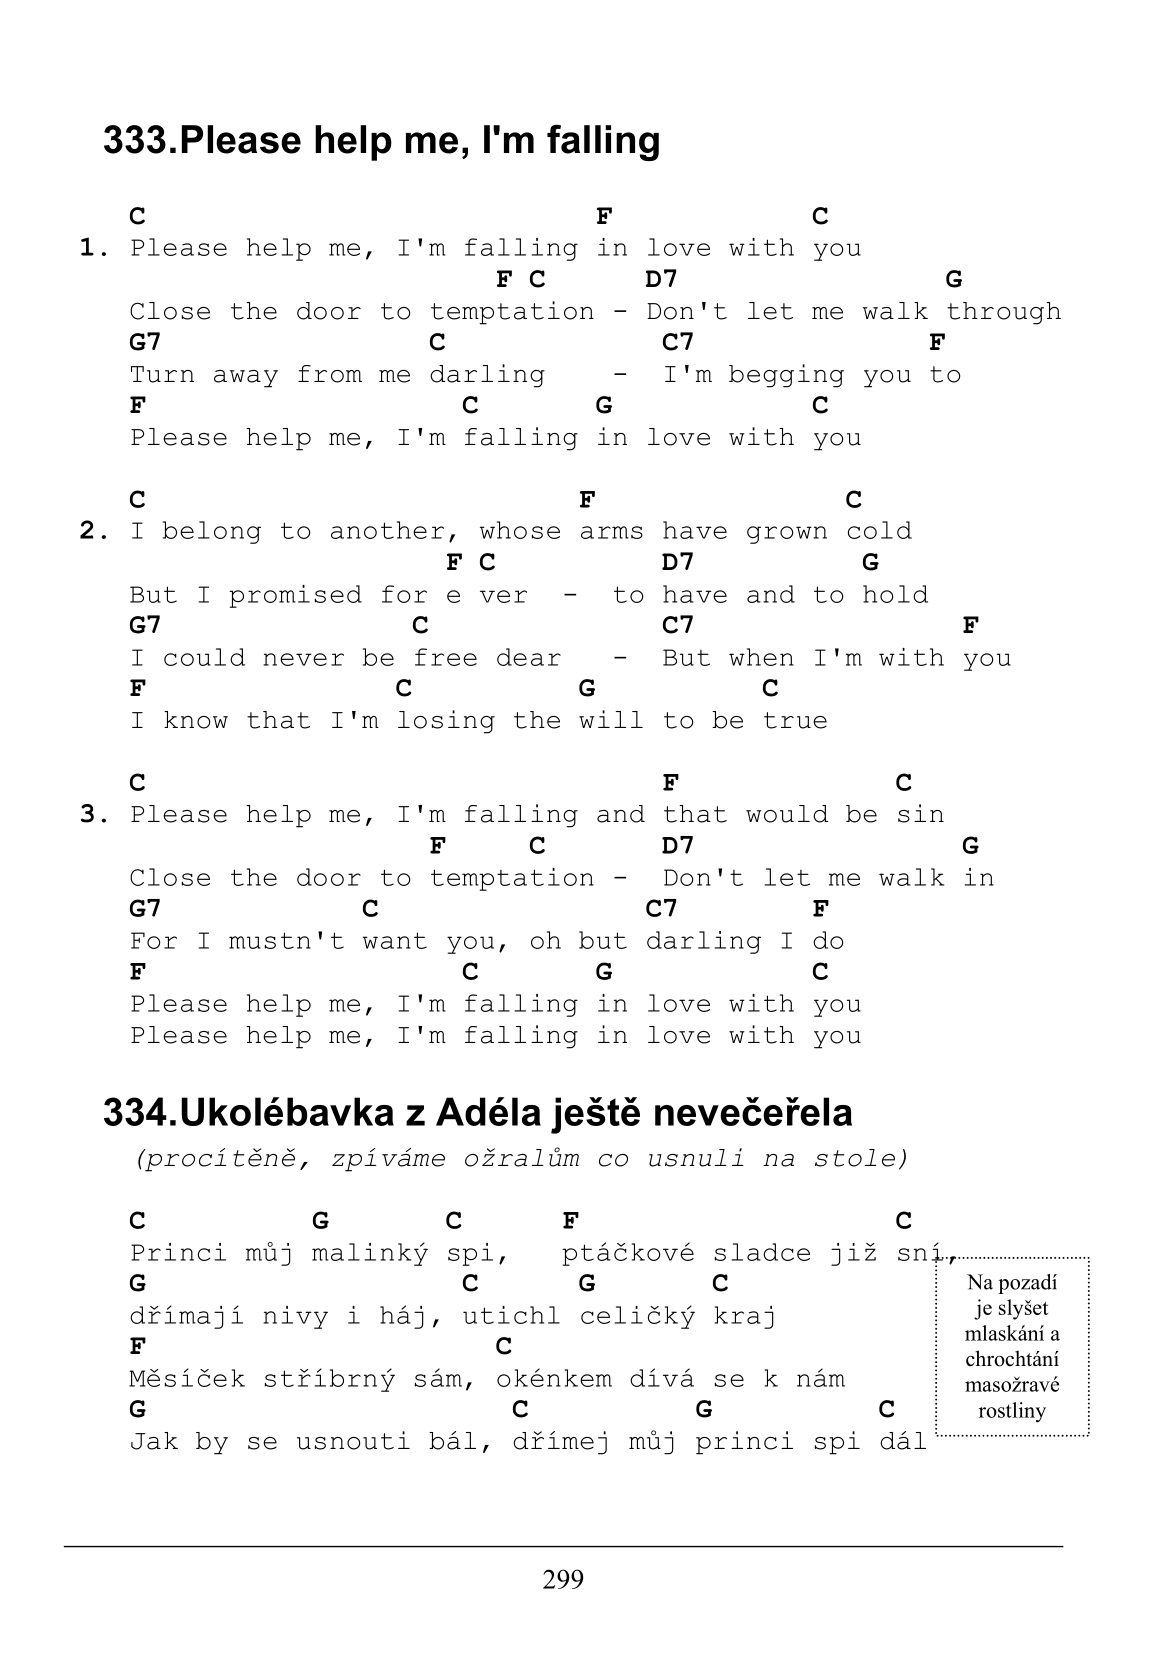 333.Please help me, I'm falling
C F C
1. Please help me, I'm falling in love with you
F C D7 G
Close the door to temptation - Don't let me walk through
G7 C C7 F
Turn away from me darling - I'm begging you to
F C G C
Please help me, I'm falling in love with you
C F C
2. I belong to another, whose arms have grown cold
F C D7 G
But I promised for e ver - to have and to hold
G7 C C7 F
I could never be free dear - But when I'm with you
F C G C
I know that I'm losing the will to be true
C F C
3. Please help me, I'm falling and that would be sin
F C D7 G
Close the door to temptation - Don't let me walk in
G7 C C7 F
For I mustn't want you, oh but darling I do
F C G C
Please help me, I'm falling in love with you
Please help me, I'm falling in love with you
334.Ukolébavka z Adéla ještě nevečeřela
(procítěně, zpíváme ožralům co usnuli na stole)
C G C F C
Princi můj malinký spi, ptáčkové sladce již sní,
G C G C
dřímají nivy i háj, utichl celičký kraj
F C
Měsíček stříbrný sám, okénkem dívá se k nám
G C G C
Jak by se usnouti bál, dřímej můj princi spi dál
Na pozadí
je slyšet
mlaskání a
chrochtání
masožravé
rostliny
299